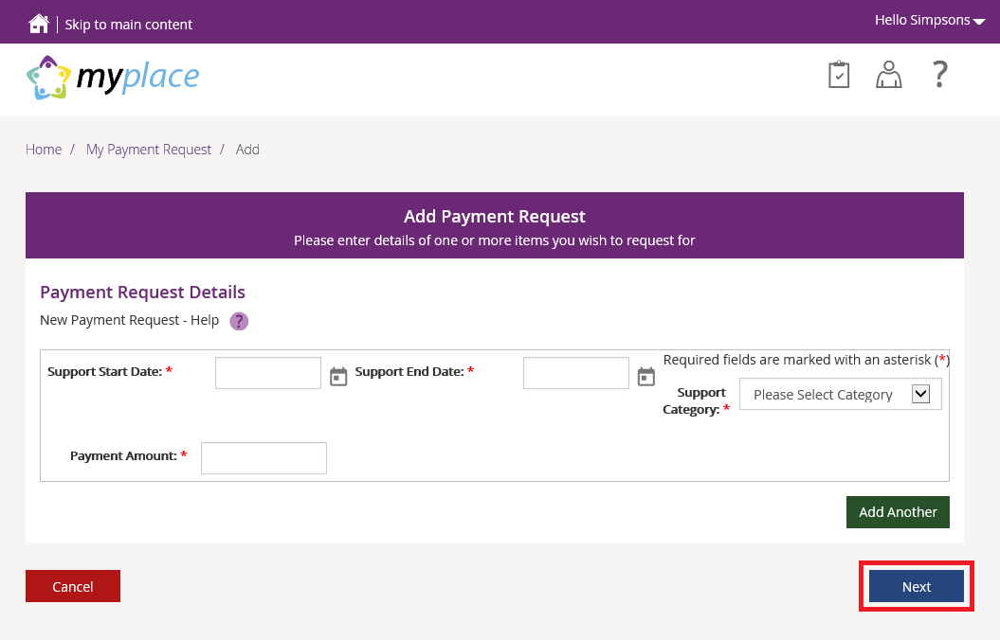 Skip to main content
Hello Simpsons
myplace
?
Home / My Payment Request / Add
Add Payment Request
Please enter details of one or more items you wish to request for
Payment Request Details
New Payment Request - Help ?
Required fields are marked with an asterisk (*)
Support Start Date: *
Support End Date: *
Support
Category: *
Please Select Category
Payment Amount: *
Add Another
Cancel
Next